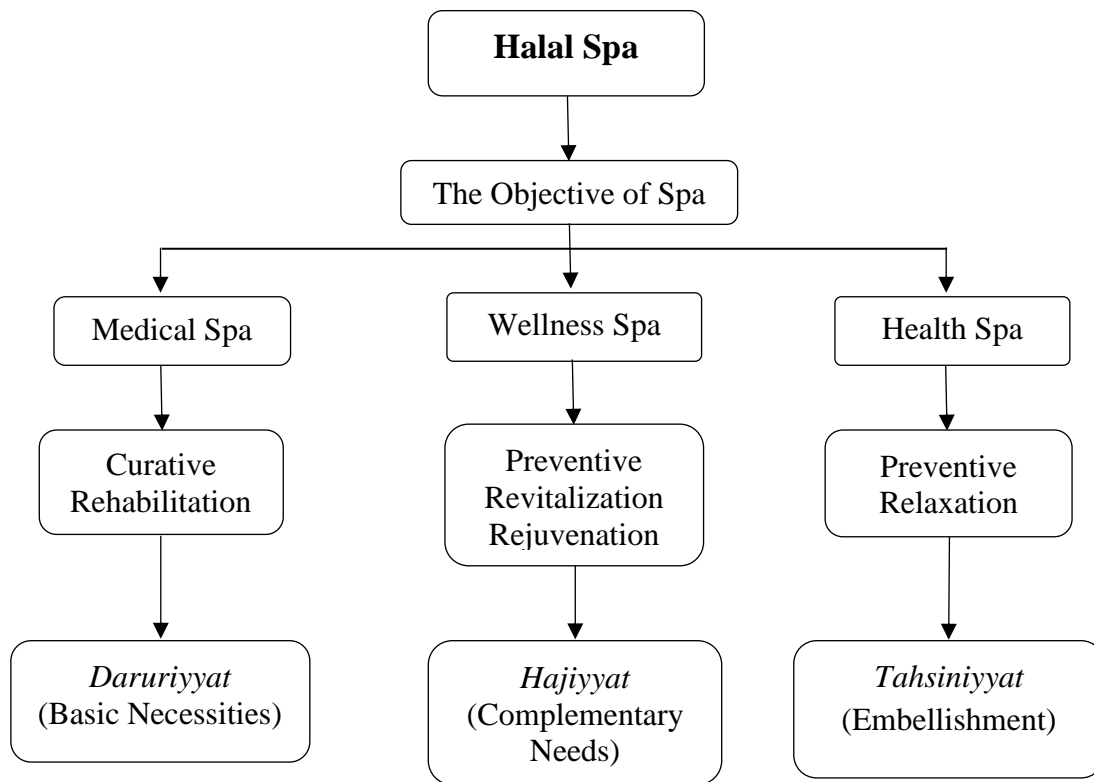 Halal Spa
The Objective of Spa
Medical Spa
Wellness Spa
Health Spa
Curative
Rehabilitation
Preventive
Revitalization
Rejuvenation
Preventive
Relaxation
Daruriyyat
(Basic Necessities)
Hajiyyat
(Complementary
Needs)
Tahsiniyyat
(Embellishment)